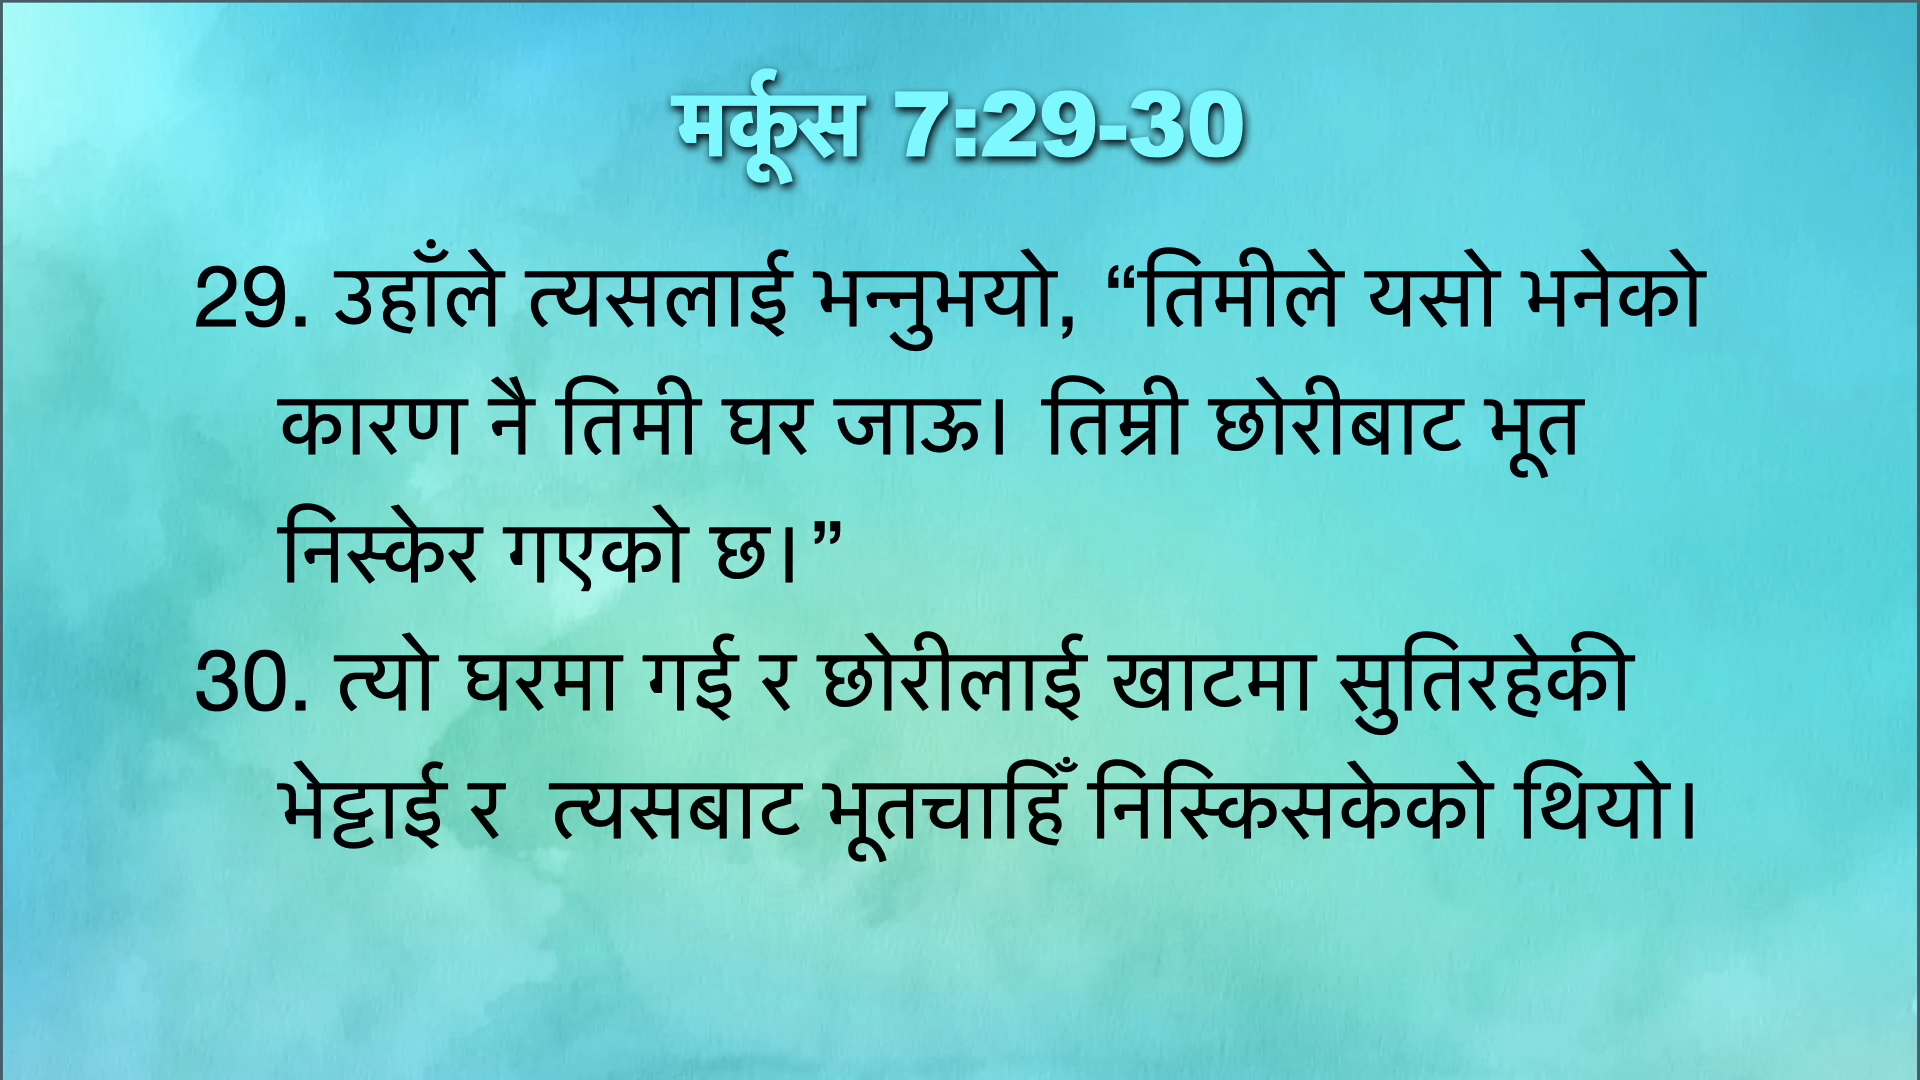 मर्कूस 7:29-30
29. उहाँले त्यसलाई भन्नुभयो, “तिमीले यसो भनेको
कारण नै तिमी घर जाऊ। तिम्री छोरीबाट भूत
निस्केर गएको छ।”
30. त्यो घरमा गई र छोरीलाई खाटमा सुतिरहेकी
भेट्टाई र  त्यसबाट भूतचाहिँ निस्किसकेको थियो।